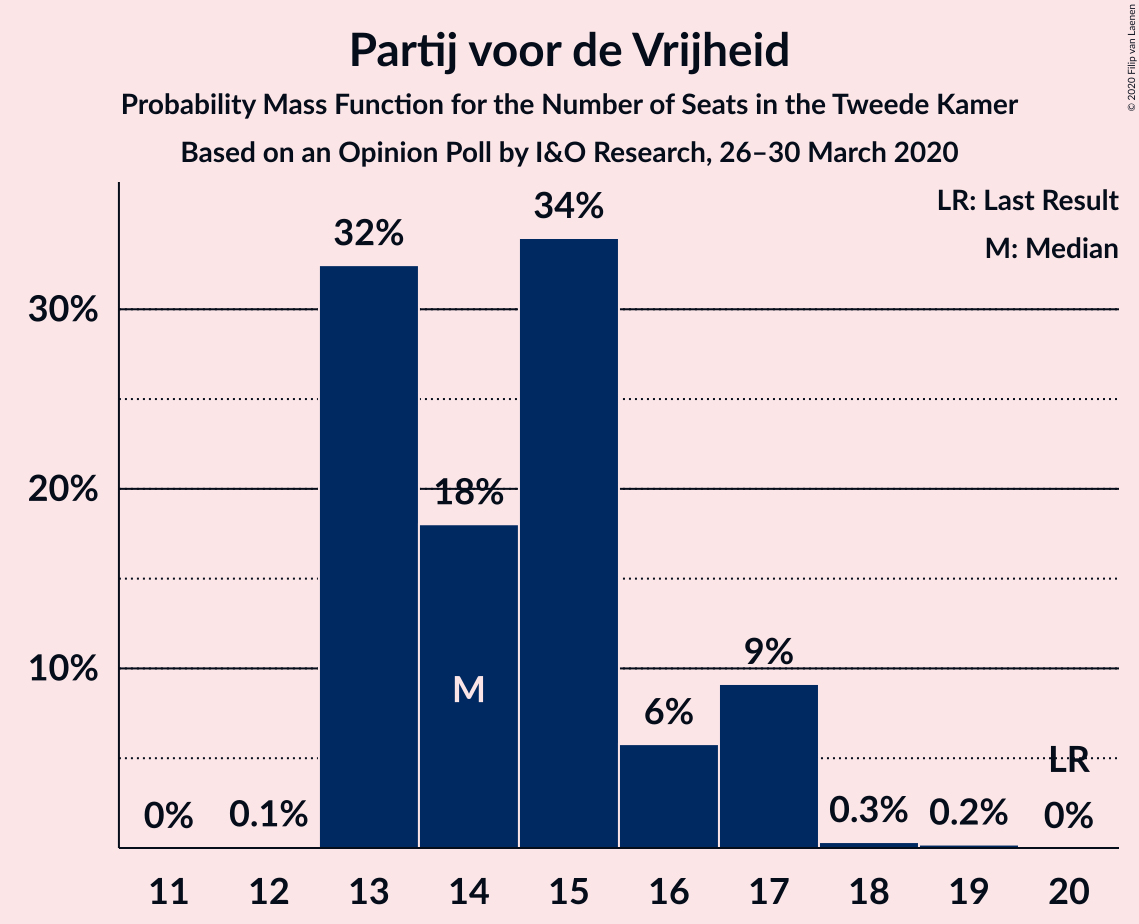 Partij voor de Vrijheid
Probability Mass Function for the Number of Seats in the Tweede Kamer
Based on an Opinion Poll by I&O Research, 26–30 March 2020
© 2020 Filip van Laenen
LR: Last Result
M: Median
34%
32%
30%
20%
18%
10%
M
9%
6%
LR
0%
0.1%
0.3%
0.2%
0%
11 12 13 14 15 16 17 18 19 20